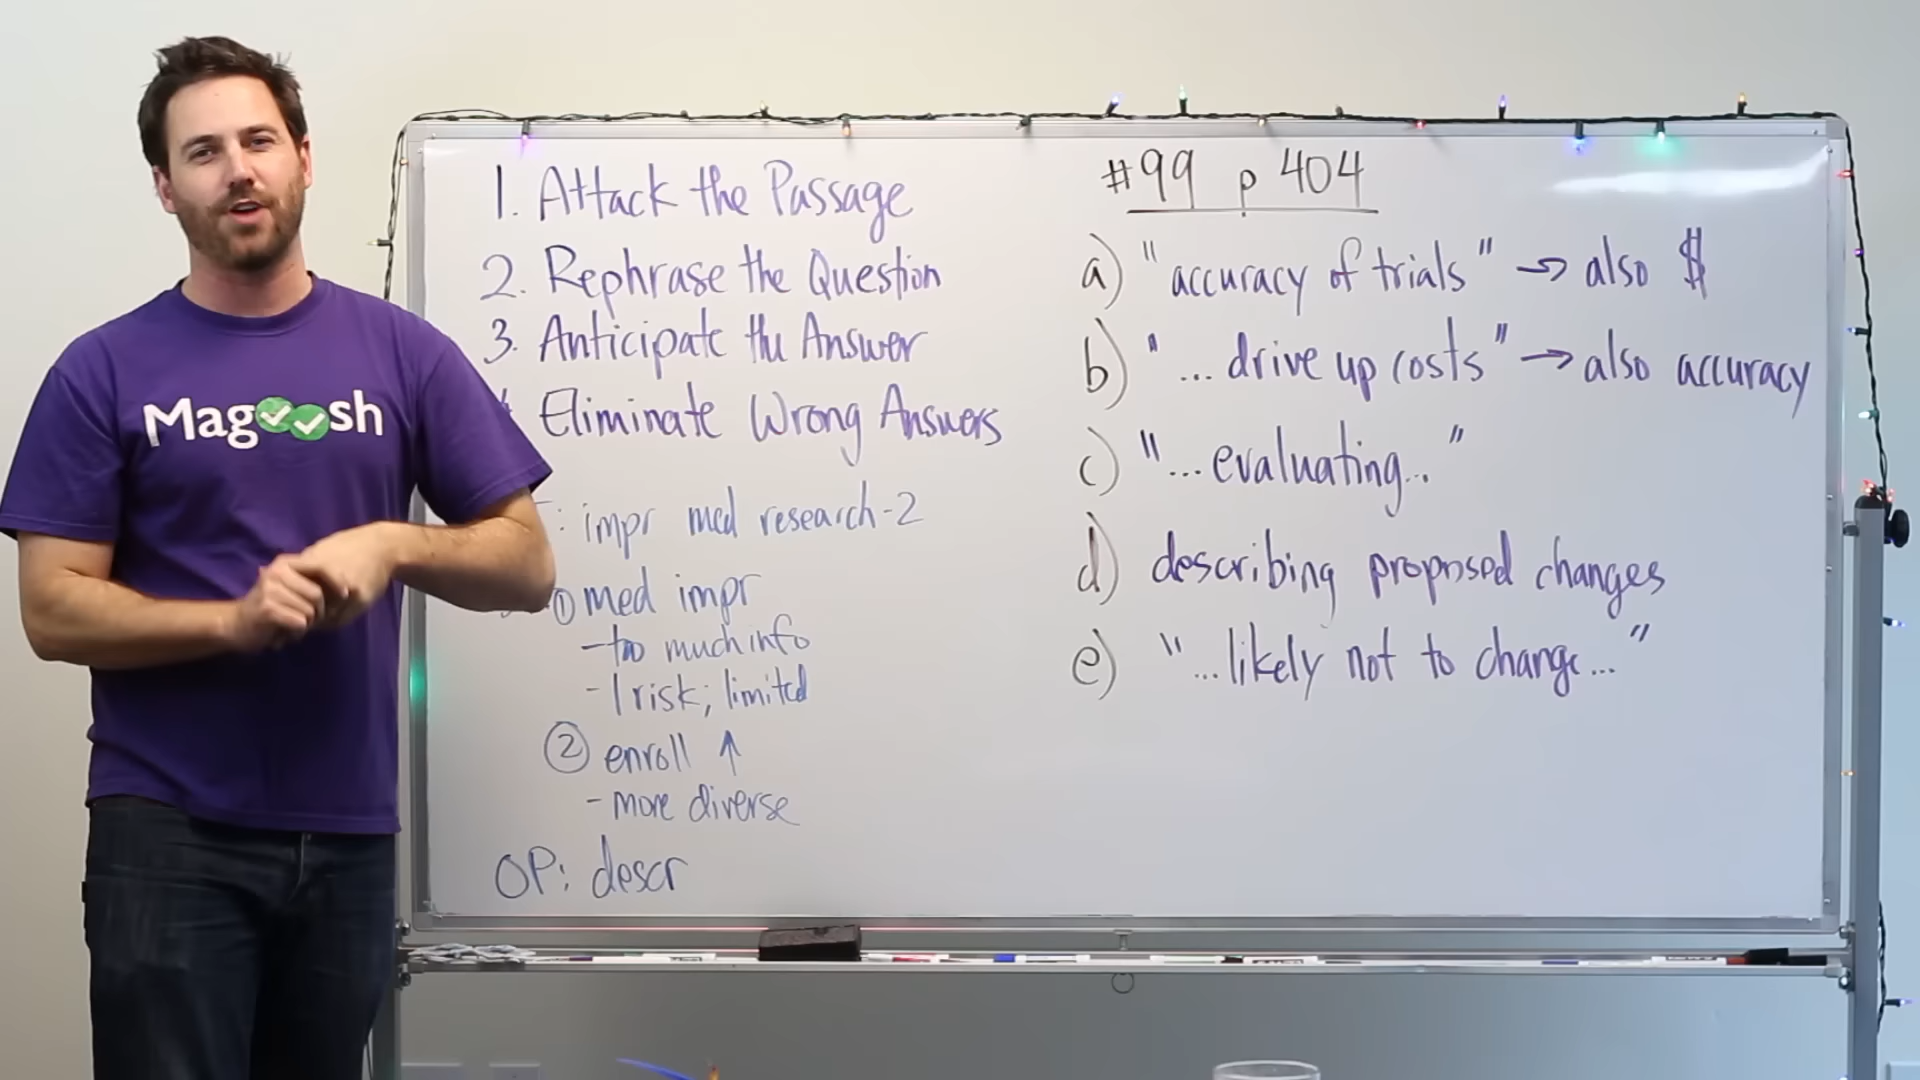 Magoosh
1. Attack the Passage
2. Rephrase the Question
3. Anticipate the Answer
Eliminate Wrong Answers
: impr med research-2
① med impr
- too much info
- 1 risk; limited
② enroll ↑
- more diverse
OP: descr
#99 p 404
a) "accuracy of trials" → also $
b) "... drive up costs" → also accuracy
c) "... evaluating..."
d) describing proposed changes
e) "...likely not to change..."